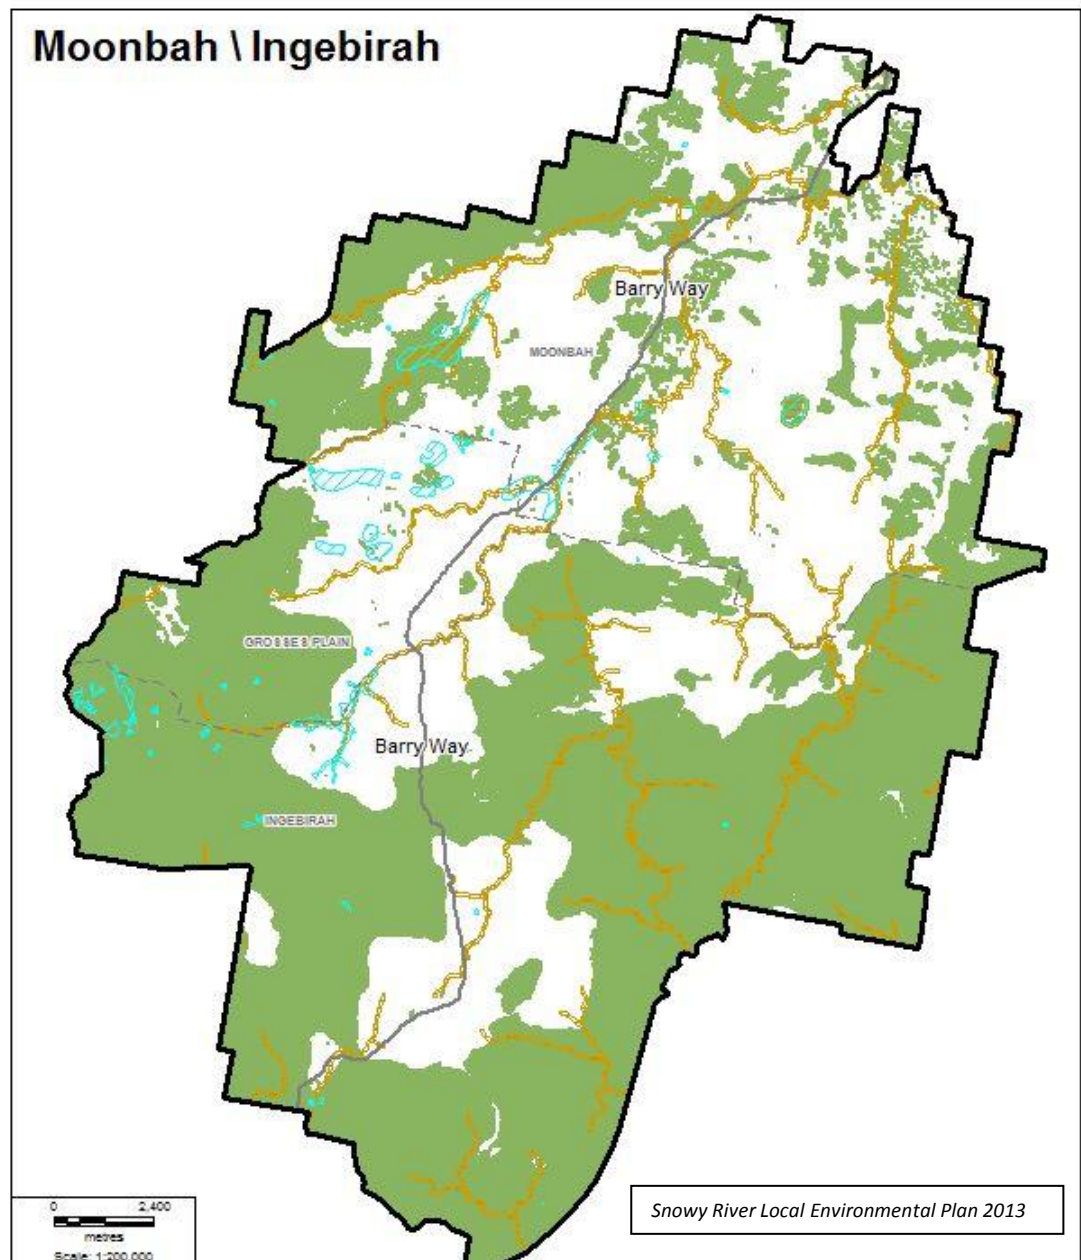 Moonbah \ Ingebirah
Barry Way
MOONBAH
GROSSES PLAIN
Barry Way
INGEBIRAH
0 2,400
metres
Scale: 1:200,000
Snowy River Local Environmental Plan 2013